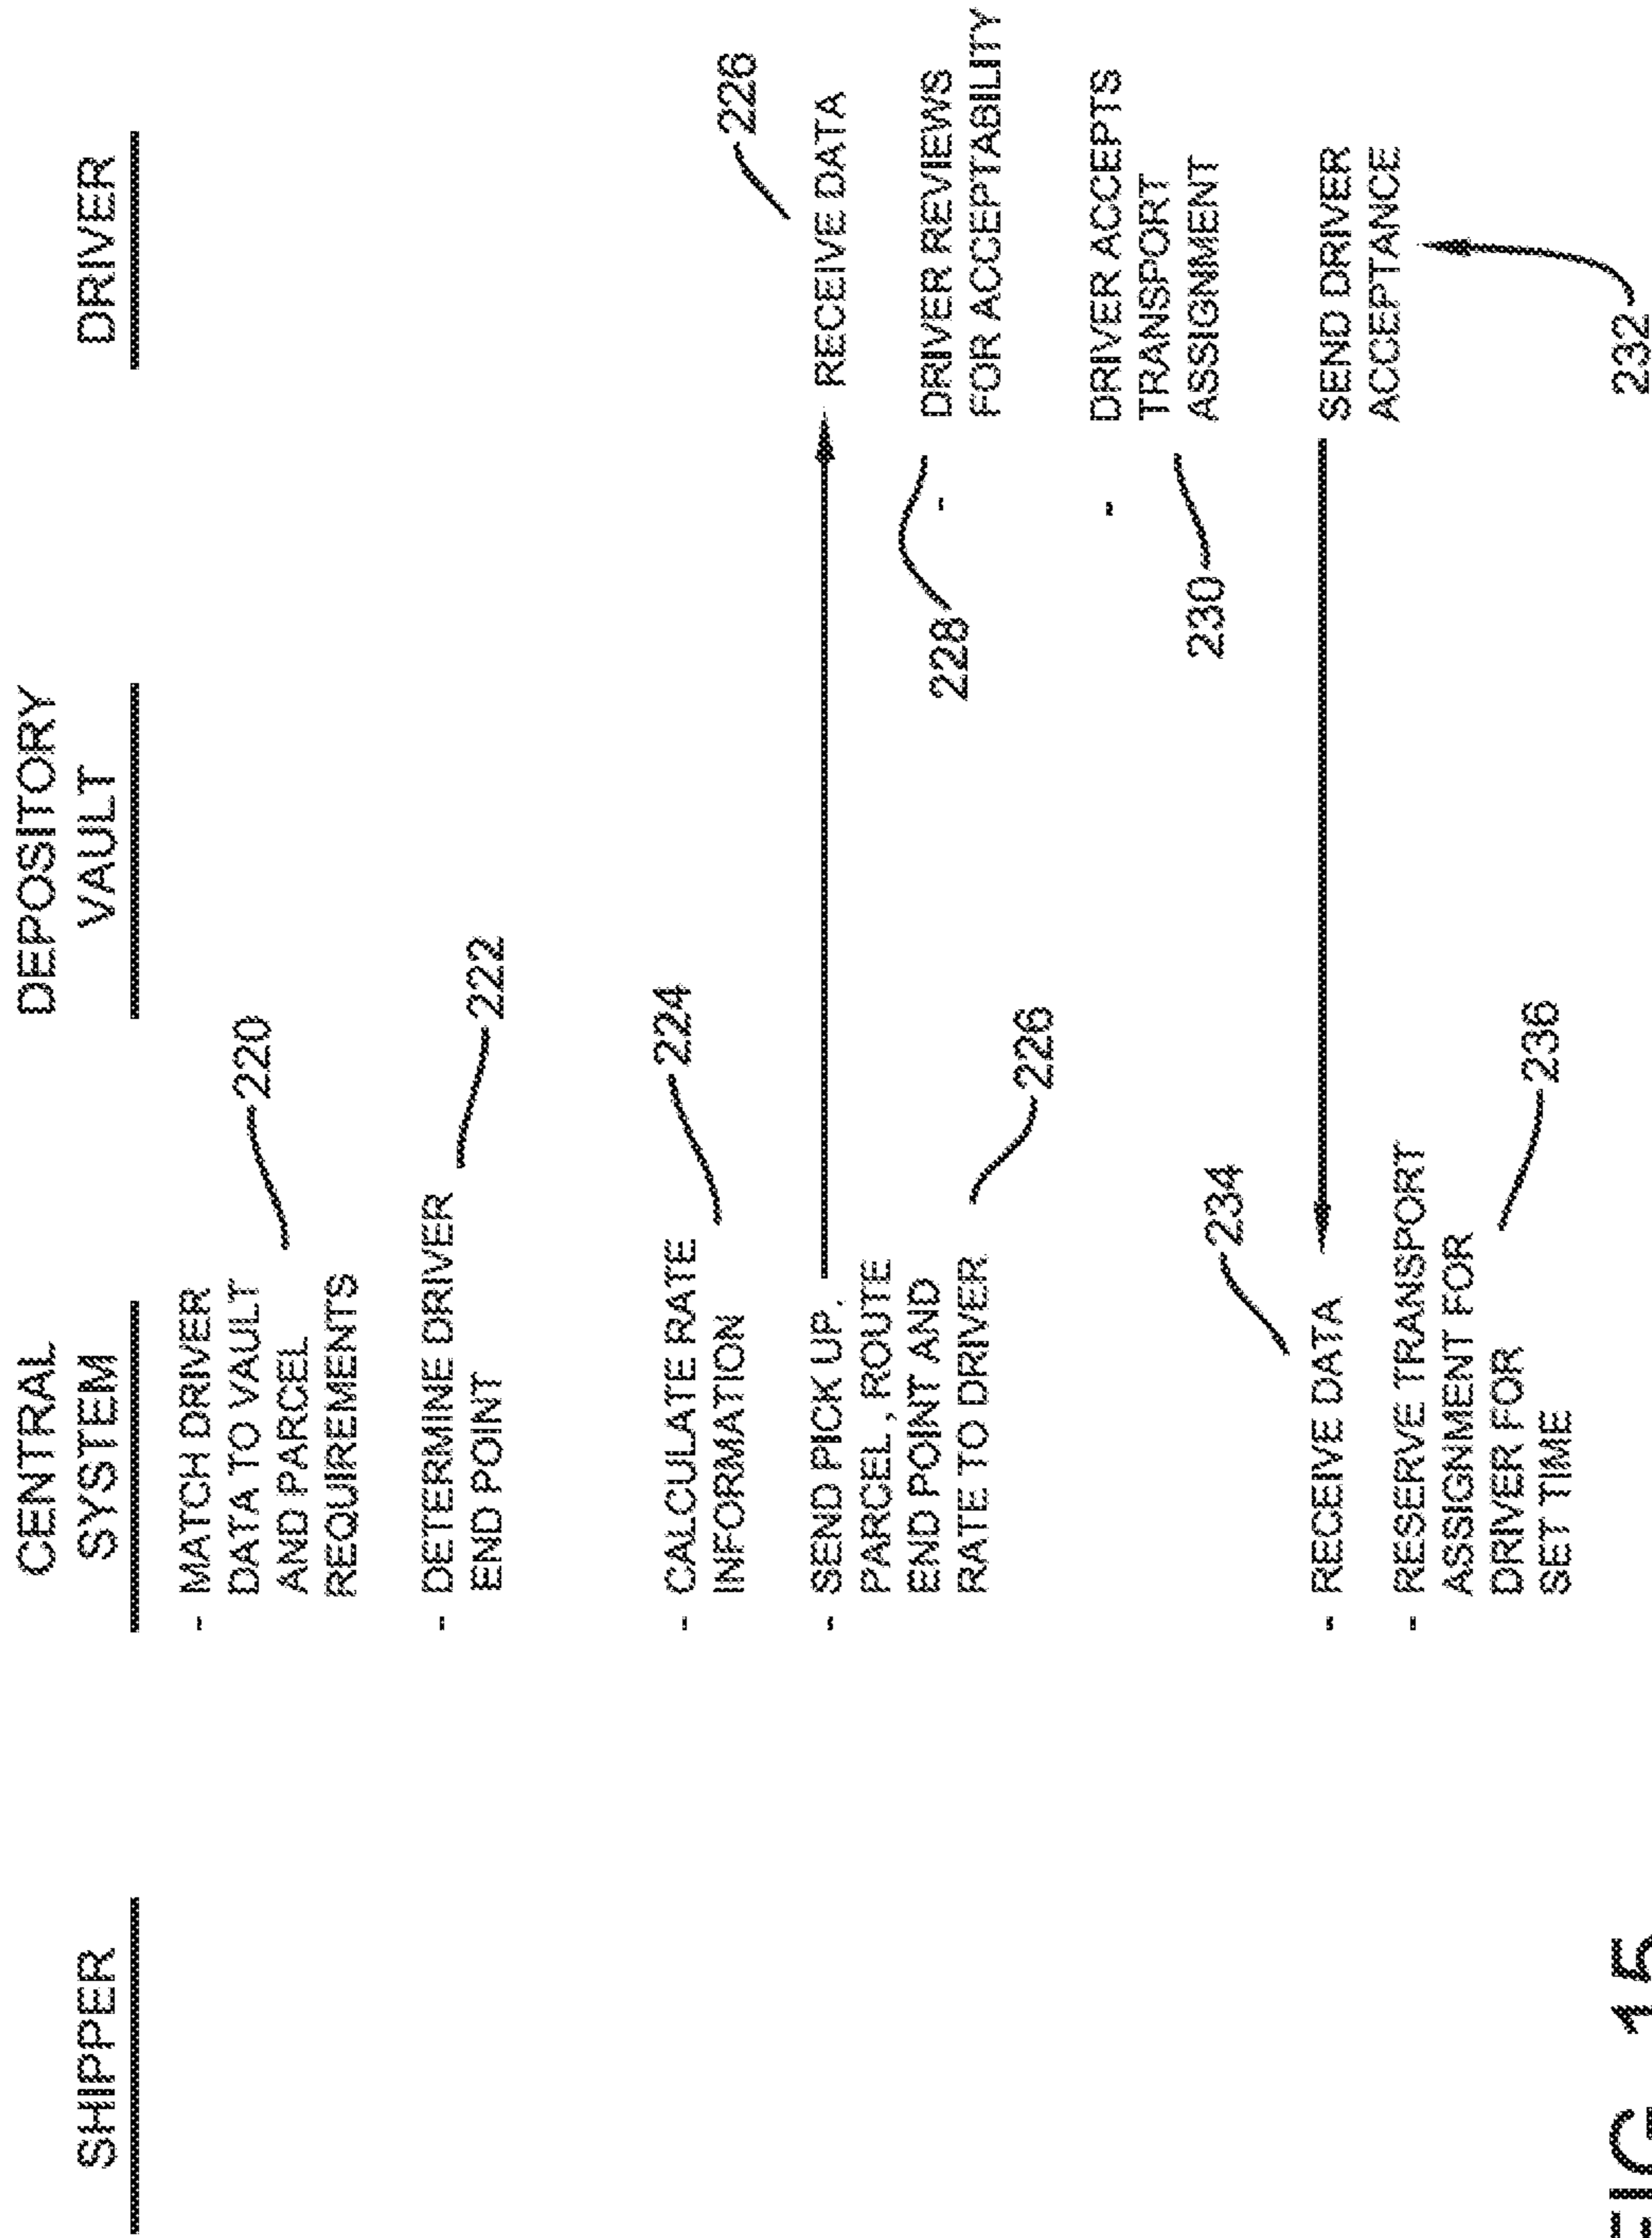 SHIPPER
CENTRAL
SYSTEM
DEPOSITORY
VAULT
DRIVER
- MATCH DRIVER
DATA TO VAULT
AND PARCEL
REQUIREMENTS
220
- DETERMINE DRIVER
END POINT
222
- CALCULATE RATE
INFORMATION
224
- SEND PICK UP,
PARCEL, ROUTE
END POINT AND
RATE TO DRIVER
226
RECEIVE DATA
226
- DRIVER REVIEWS
FOR ACCEPTABILITY
228
- DRIVER ACCEPTS
TRANSPORT
ASSIGNMENT
230
SEND DRIVER
ACCEPTANCE
232
- RECEIVE DATA
234
- RESERVE TRANSPORT
ASSIGNMENT FOR
DRIVER FOR
SET TIME
236
FIG. 15